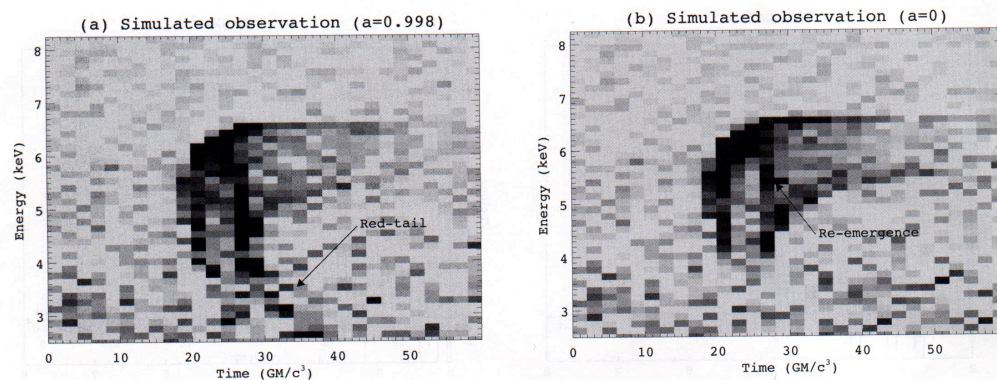 (a) Simulated observation (a=0.998)
8
7
6
5
4
3
Energy (keV)
Red-tail
0 10 20 30 40 50
Time (GM/c³)
(b) Simulated observation (a=0)
8
7
6
5
4
3
Energy (keV)
Re-emergence
0 10 20 30 40 50
Time (GM/c³)